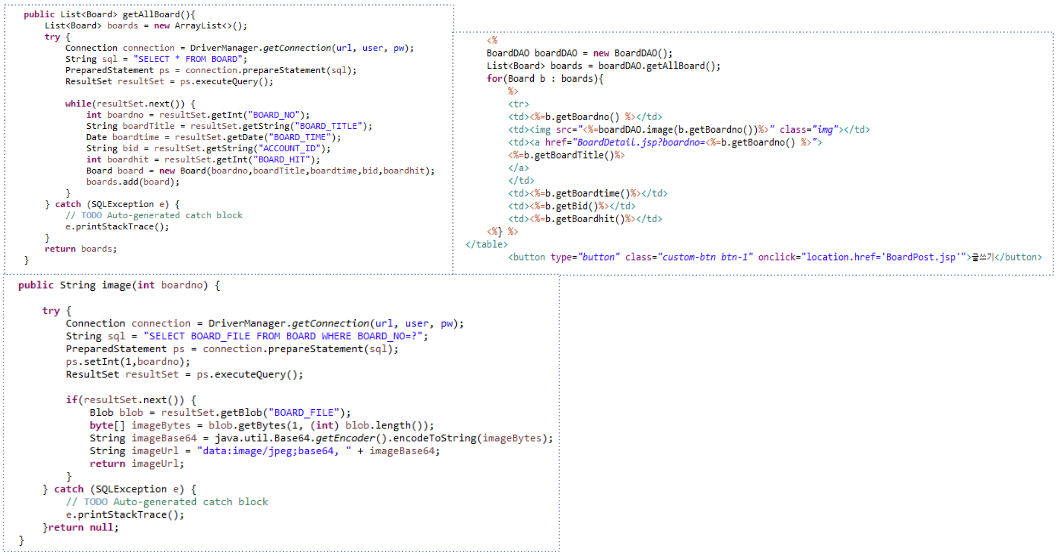 public List<Board> getAllBoard(){
List<Board> boards = new ArrayList<>();
try {
Connection connection = DriverManager.getConnection(url, user, pw);
String sql = "SELECT * FROM BOARD";
PreparedStatement ps = connection.prepareStatement(sql);
ResultSet resultSet = ps.executeQuery();
while(resultSet.next()) {
int boardno = resultSet.getInt("BOARD_NO");
String boardTitle = resultSet.getString("BOARD_TITLE");
Date boardtime = resultSet.getDate("BOARD_TIME");
String bid = resultSet.getString("ACCOUNT_ID");
int boardhit = resultSet.getInt("BOARD_HIT");
Board board = new Board(boardno,boardTitle,boardtime,bid,boardhit);
boards.add(board);
}
} catch (SQLException e) {
// TODO Auto-generated catch block
e.printStackTrace();
}
return boards;
}
<%
BoardDAO boardDAO = new BoardDAO();
List<Board> boards = boardDAO.getAllBoard();
for(Board b : boards){
%>
<tr>
<td><%=b.getBoardno() %></td>
<td><img src="<%=boardDAO.image(b.getBoardno())%>" class="img"></td>
<td><a href="BoardDetail.jsp?boardno=<%=b.getBoardno() %>">
<%=b.getBoardTitle()%>
</a>
</td>
<td><%=b.getBoardtime()%></td>
<td><%=b.getBid()%></td>
<td><%=b.getBoardhit()%></td>
<%} %>
</table>
<button type="button" class="custom-btn btn-1" onclick="location.href='BoardPost.jsp'">글쓰기</button>
public String image(int boardno) {
try {
Connection connection = DriverManager.getConnection(url, user, pw);
String sql = "SELECT BOARD_FILE FROM BOARD WHERE BOARD_NO=?";
PreparedStatement ps = connection.prepareStatement(sql);
ps.setInt(1,boardno);
ResultSet resultSet = ps.executeQuery();
if(resultSet.next()) {
Blob blob = resultSet.getBlob("BOARD_FILE");
byte[] imageBytes = blob.getBytes(1, (int) blob.length());
String imageBase64 = java.util.Base64.getEncoder().encodeToString(imageBytes);
String imageUrl = "data:image/jpeg;base64, " + imageBase64;
return imageUrl;
}
} catch (SQLException e) {
// TODO Auto-generated catch block
e.printStackTrace();
}return null;
}